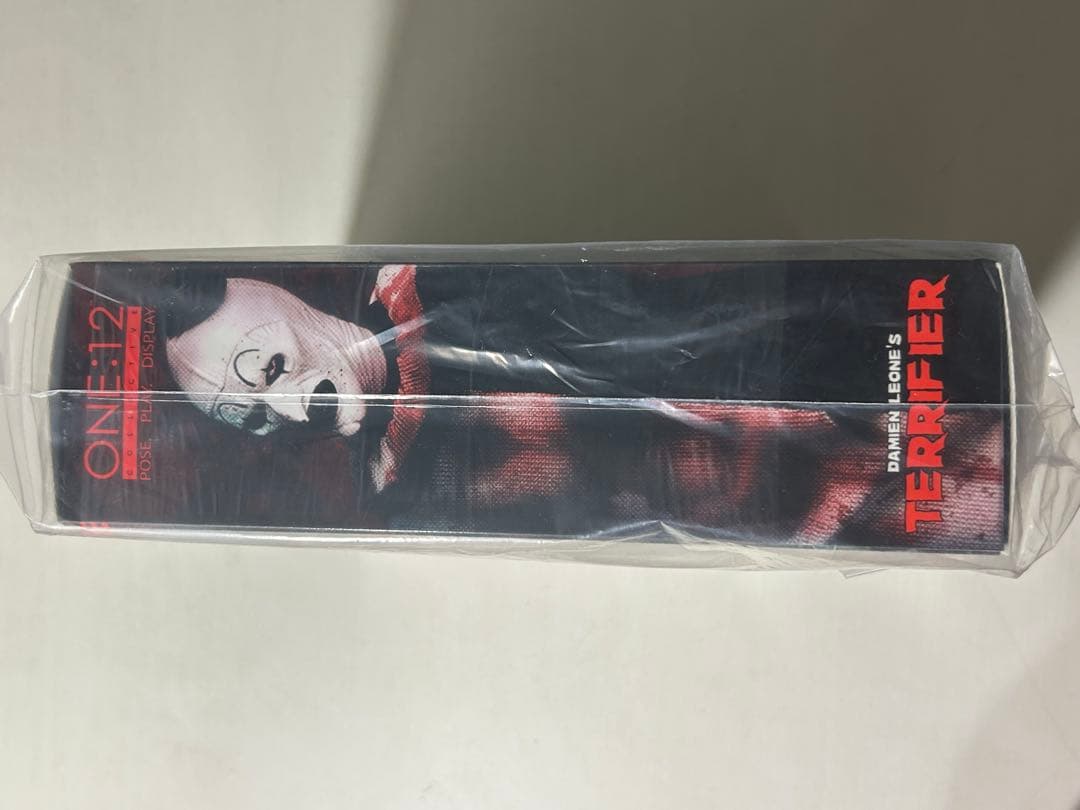 ONE:12
collective
POSE. PLAY. DISPLAY
DAMIEN LEONE'S
TERRIFIER